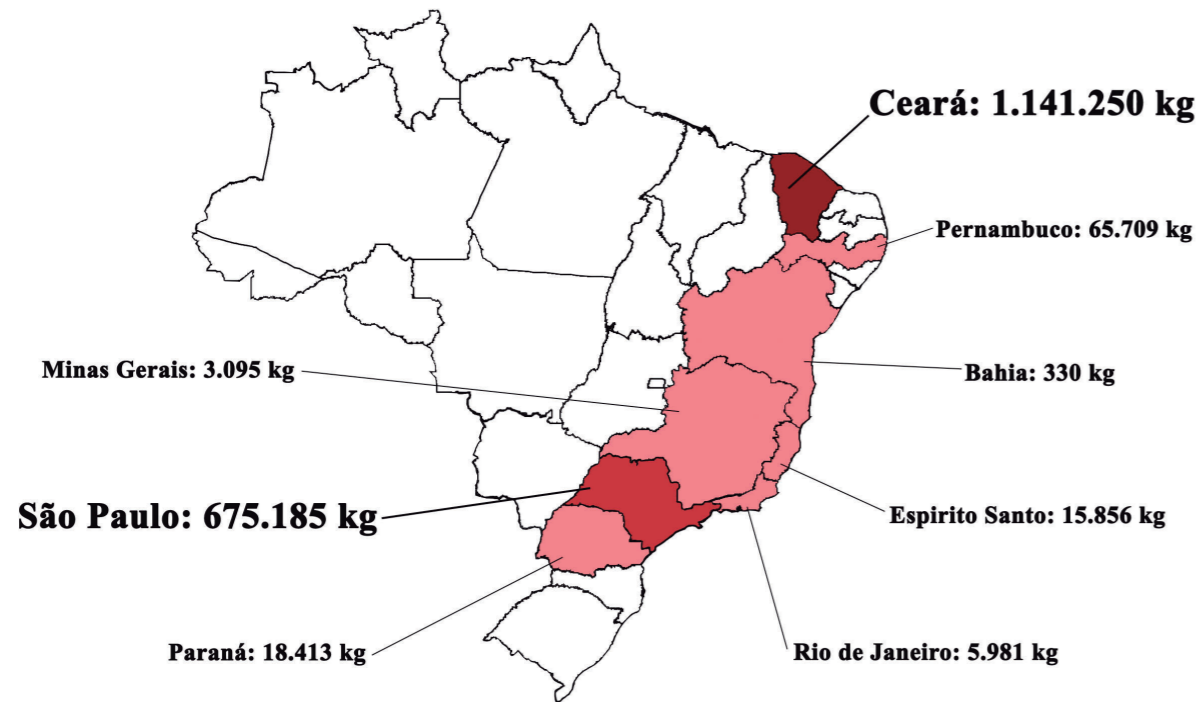 Ceará: 1.141.250 kg
Pernambuco: 65.709 kg
Minas Gerais: 3.095 kg
Bahia: 330 kg
São Paulo: 675.185 kg
Espirito Santo: 15.856 kg
Paraná: 18.413 kg
Rio de Janeiro: 5.981 kg